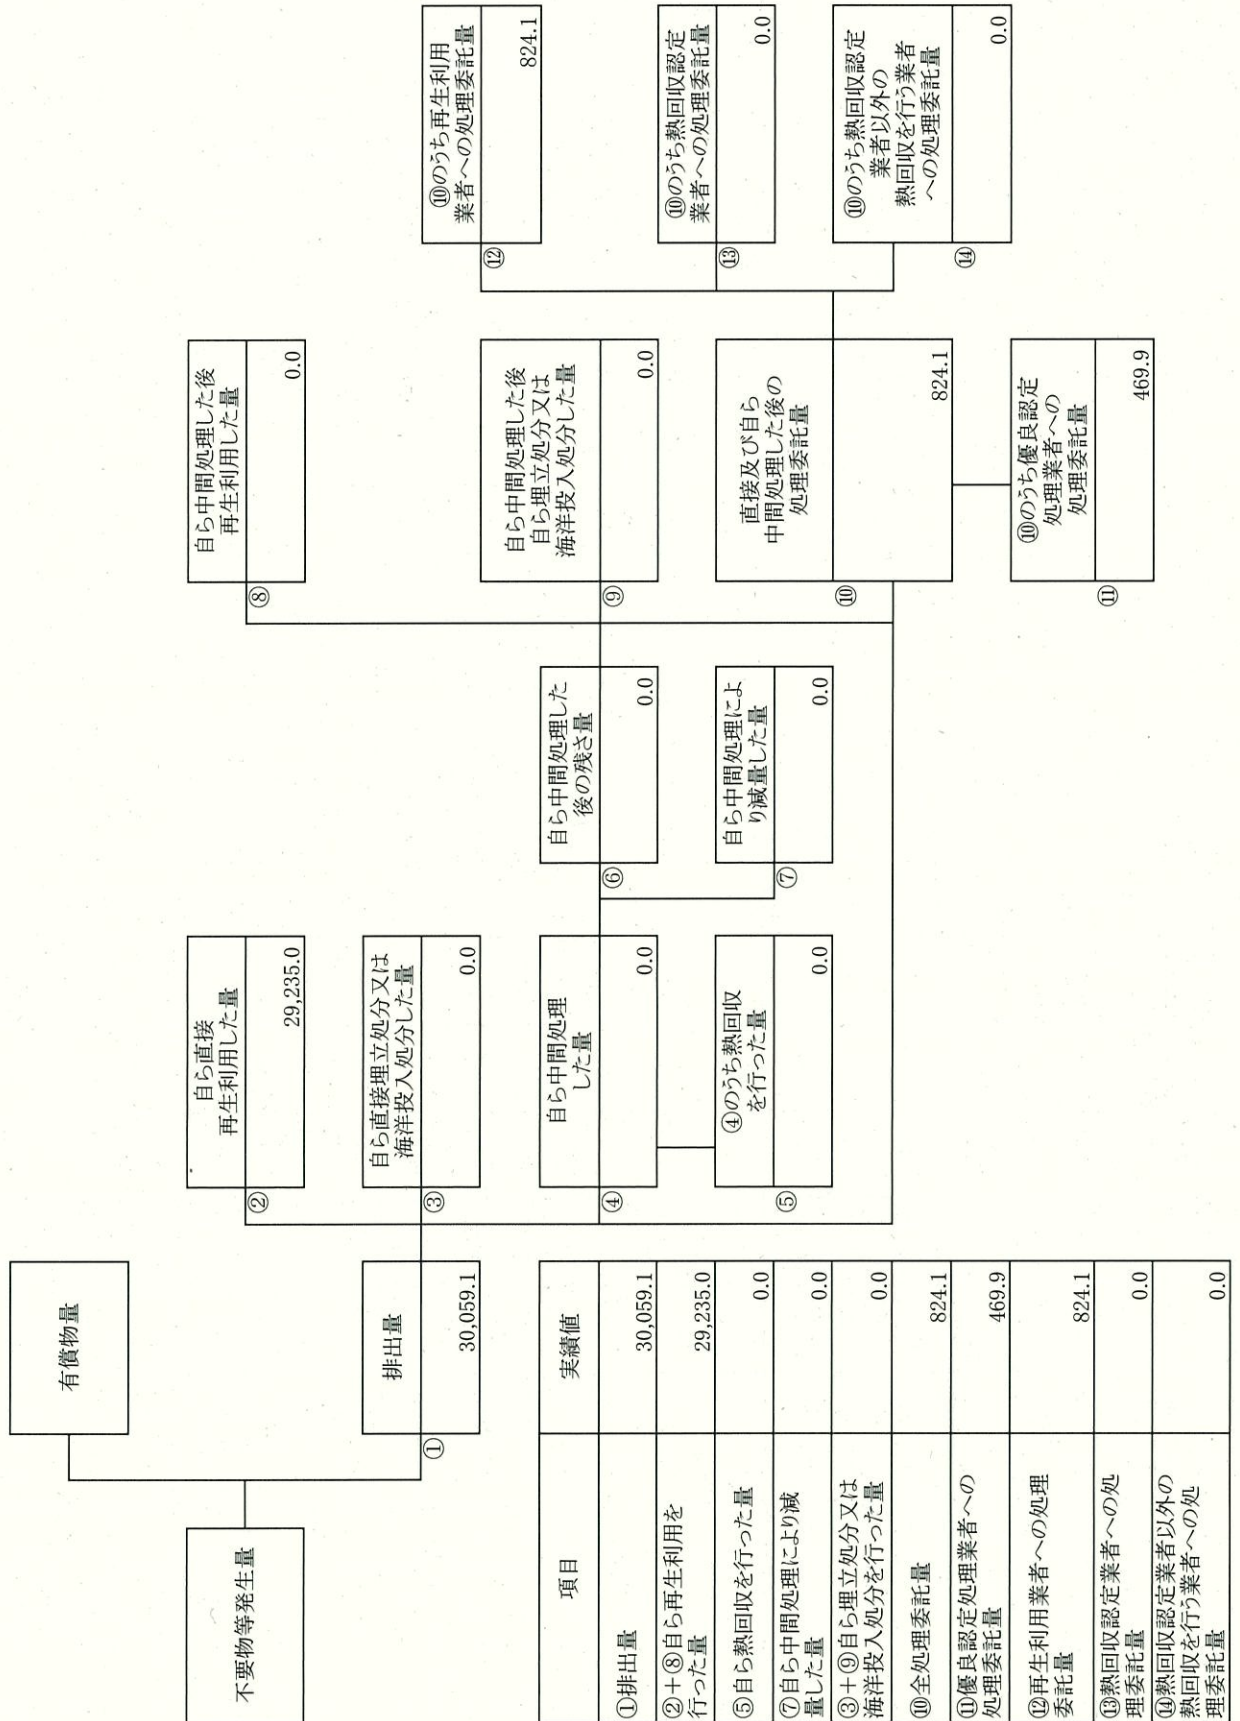 不要物等発生量
有償物量
排出量
①
30,059.1
自ら直接
再生利用した量
②
29,235.0
自ら直接埋立処分又は
海洋投入処分した量
③
0.0
自ら中間処理
した量
④
0.0
④のうち熱回収
を行った量
⑤
0.0
自ら中間処理した
後の残さ量
⑥
0.0
自ら中間処理によ
り減量した量
⑦
0.0
自ら中間処理した後
再生利用した量
⑧
0.0
自ら中間処理した後
自ら埋立処分又は
海洋投入処分した量
⑨
0.0
直接及び自ら
中間処理した後の
処理委託量
⑩
824.1
⑩のうち優良認定
処理業者への
処理委託量
⑪
469.9
⑩のうち再生利用
業者への処理委託量
⑫
824.1
⑩のうち熱回収認定
業者への処理委託量
⑬
0.0
⑩のうち熱回収認定
業者以外の
熱回収を行う業者
への処理委託量
⑭
0.0
項目 実績値
①排出量 30,059.1
②+⑧自ら再生利用を
行った量 29,235.0
⑤自ら熱回収を行った量 0.0
⑦自ら中間処理により減
量した量 0.0
③+⑨自ら埋立処分又は
海洋投入処分を行った量 0.0
⑩全処理委託量 824.1
⑪優良認定処理業者への
処理委託量 469.9
⑫再生利用業者への処理
委託量 824.1
⑬熱回収認定業者への処
理委託量 0.0
⑭熱回収認定業者以外の
熱回収を行う業者への処
理委託量 0.0